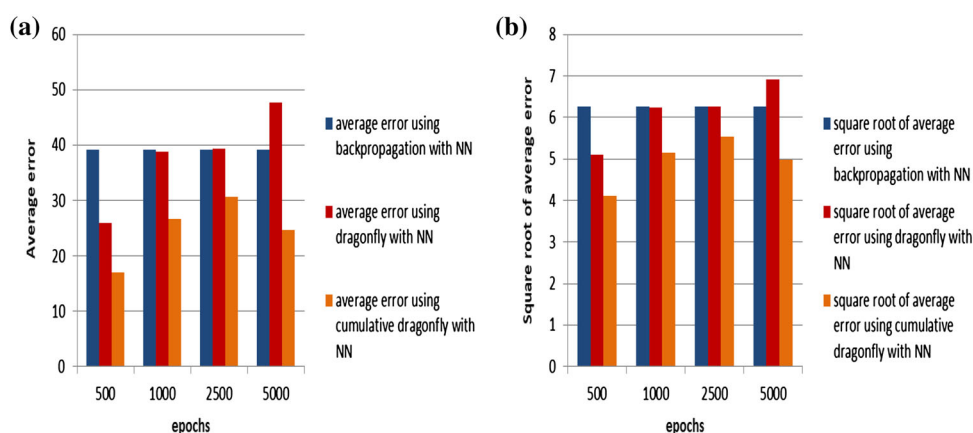 (a)
Average error
60
50
40
30
20
10
0
500 1000 2500 5000
epochs
average error using
backpropagation with NN
average error using
dragonfly with NN
average error using
cumulative dragonfly with
NN
(b)
Square root of average error
8
7
6
5
4
3
2
1
0
500 1000 2500 5000
epochs
square root of average
error using
backpropagation with NN
square root of average
error using dragonfly with
NN
square root of average
error using cumulative
dragonfly with NN